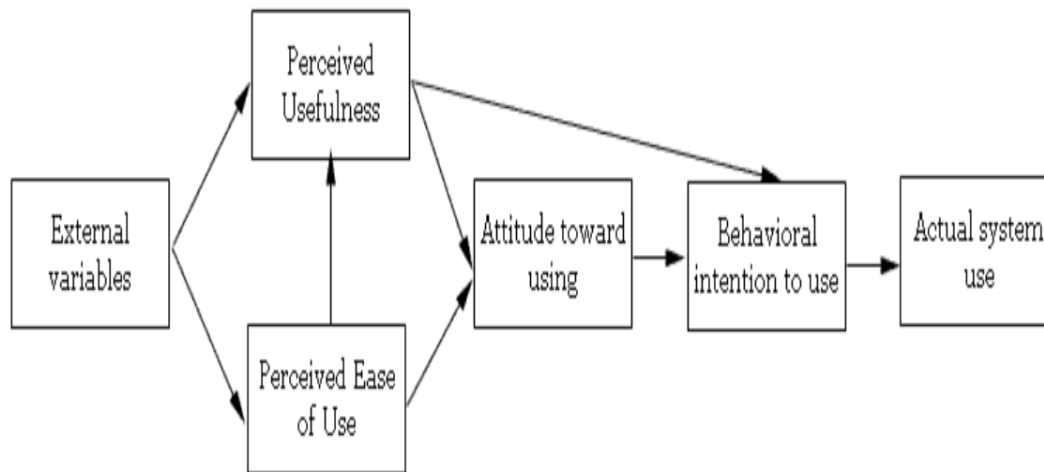 Perceived
Usefulness
External
variables
Attitude toward
using
Behavioral
intention to use
Actual system
use
Perceived Ease
of Use